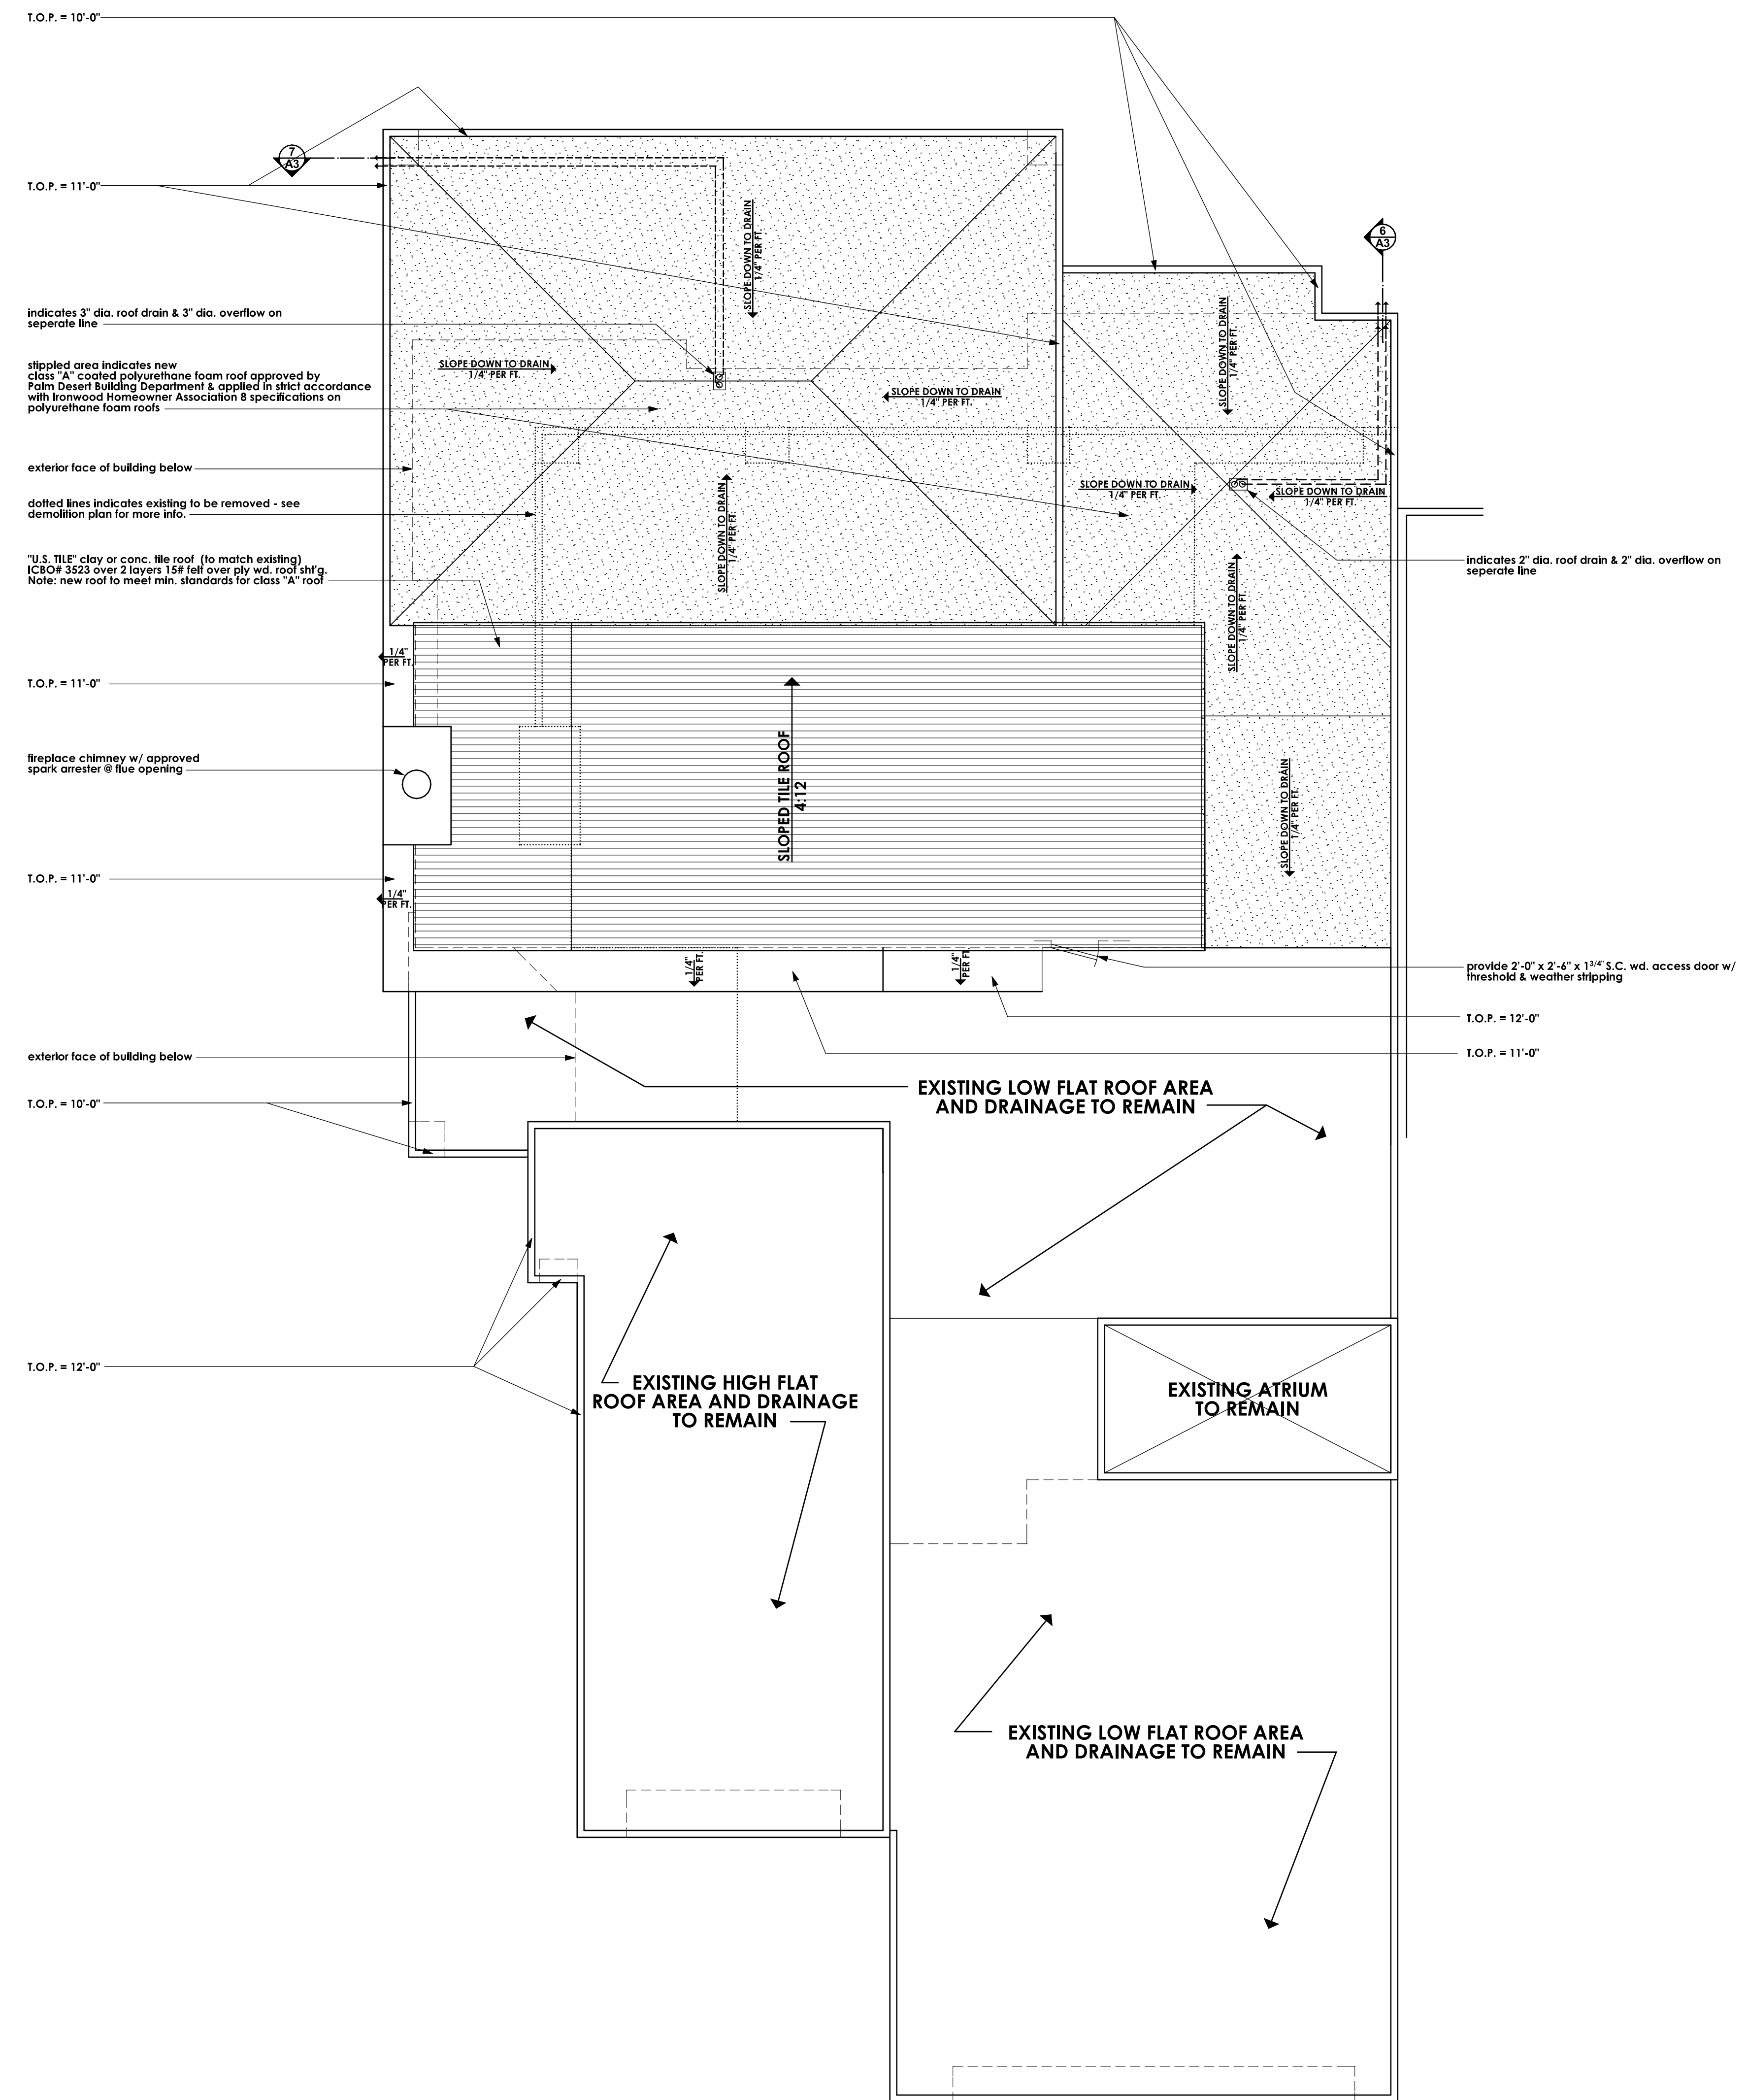 T.O.P. = 10'-0"
7
A3
T.O.P. = 11'-0"
6
A3
SLOPE DOWN TO DRAIN
1/4" PER FT.
SLOPE DOWN TO DRAIN
1/4" PER FT.
indicates 3" dia. roof drain & 3" dia. overflow on
seperate line
stippled area indicates new
class "A" coated polyurethane foam roof approved by
Palm Desert Building Department & applied in strict accordance
with Ironwood Homeowner Association 8 specifications on
polyurethane foam roofs
SLOPE DOWN TO DRAIN
1/4" PER FT.
SLOPE DOWN TO DRAIN
1/4" PER FT.
exterior face of building below
SLOPE DOWN TO DRAIN
1/4" PER FT.
SLOPE DOWN TO DRAIN
1/4" PER FT.
dotted lines indicates existing to be removed - see
demolition plan for more info.
SLOPE DOWN TO DRAIN
1/4" PER FT.
"U.S. TILE" clay or conc. tile roof (to match existing)
ICBO# 3523 over 2 layers 15# felt over ply wd. roof sht'g.
Note: new roof to meet min. standards for class "A" roof
indicates 2" dia. roof drain & 2" dia. overflow on
seperate line
SLOPE DOWN TO DRAIN
1/4" PER FT.
1/4"
PER FT.
T.O.P. = 11'-0"
SLOPED TILE ROOF
4:12
fireplace chimney w/ approved
spark arrester @ flue opening
SLOPE DOWN TO DRAIN
1/4" PER FT.
T.O.P. = 11'-0"
1/4"
PER FT.
1/4"
PER FT.
1/4"
PER FT.
provide 2'-0" x 2'-6" x 1 3/4" S.C. wd. access door w/
threshold & weather stripping
T.O.P. = 12'-0"
T.O.P. = 11'-0"
exterior face of building below
EXISTING LOW FLAT ROOF AREA
AND DRAINAGE TO REMAIN
T.O.P. = 10'-0"
T.O.P. = 12'-0"
EXISTING HIGH FLAT
ROOF AREA AND DRAINAGE
TO REMAIN
EXISTING ATRIUM
TO REMAIN
EXISTING LOW FLAT ROOF AREA
AND DRAINAGE TO REMAIN